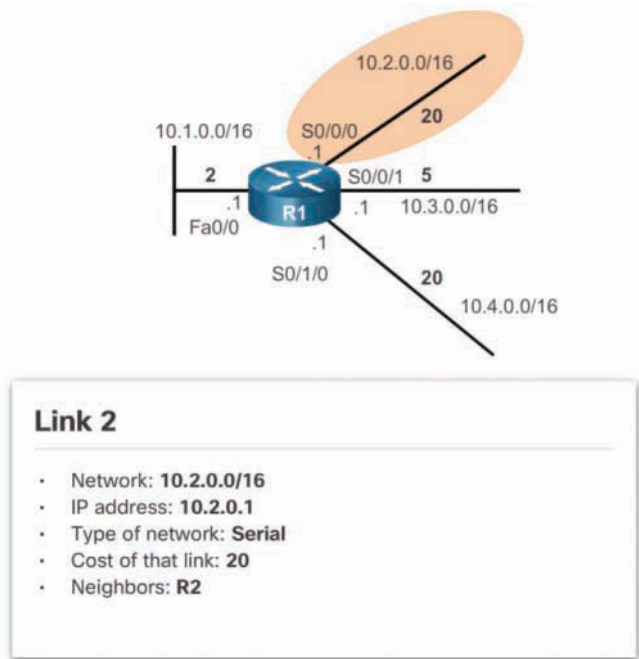 10.2.0.0/16
20
10.1.0.0/16
S0/0/0
.1
2
S0/0/1 5
.1
R1
.1
10.3.0.0/16
Fa0/0
.1
S0/1/0
20
10.4.0.0/16
Link 2
· Network: 10.2.0.0/16
· IP address: 10.2.0.1
· Type of network: Serial
· Cost of that link: 20
· Neighbors: R2